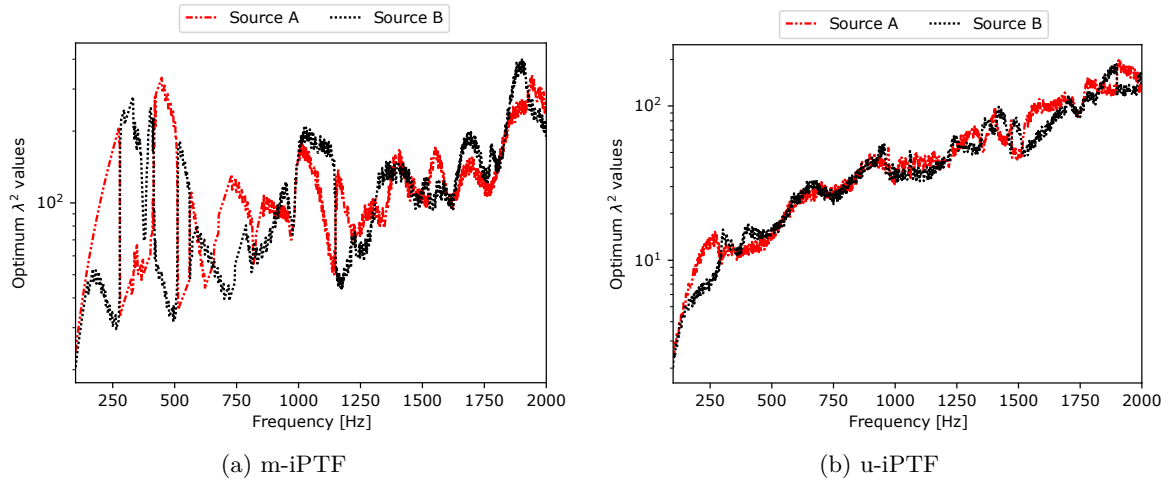 Source A
Source B
Optimum λ² values
10²
250
500
750
1000
1250
1500
1750
2000
Frequency [Hz]
(a) m-iPTF
Source A
Source B
Optimum λ² values
10²
10¹
250
500
750
1000
1250
1500
1750
2000
Frequency [Hz]
(b) u-iPTF